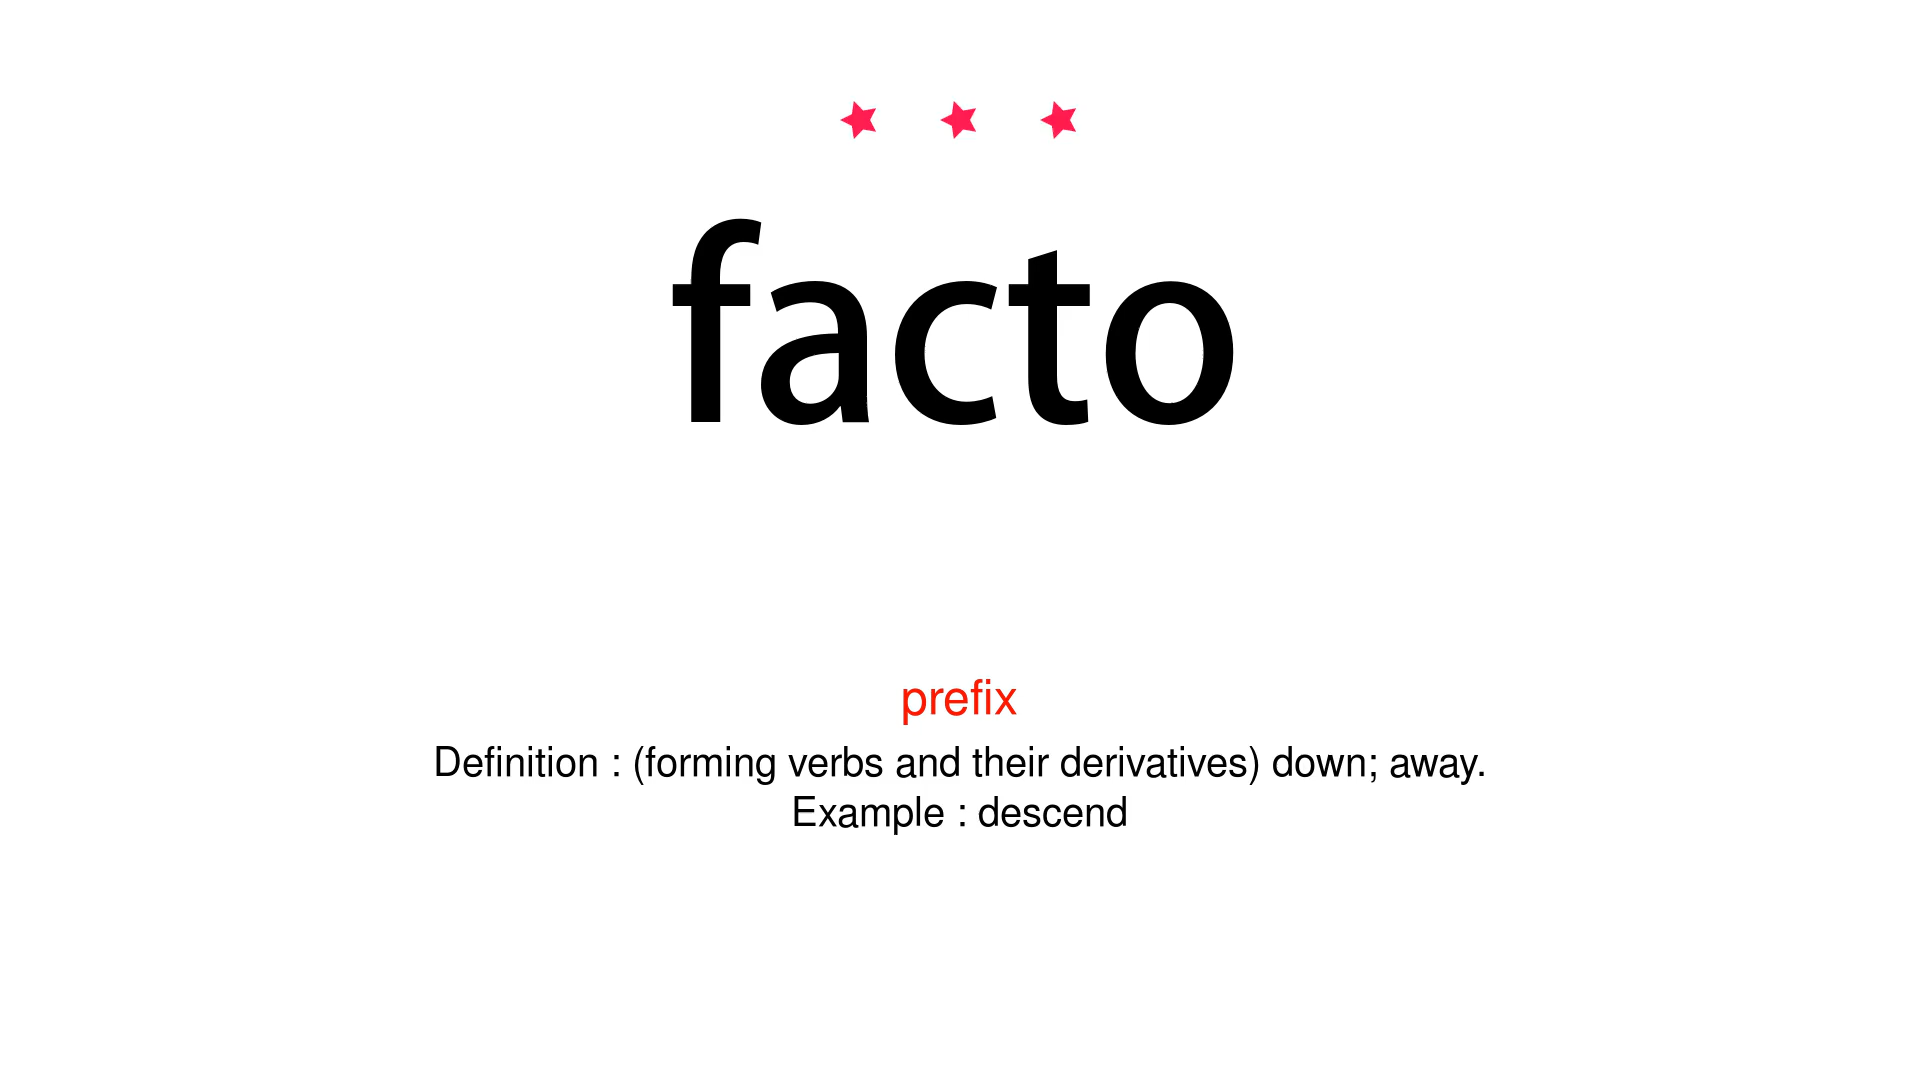 facto
prefix
Definition : (forming verbs and their derivatives) down; away.
Example : descend